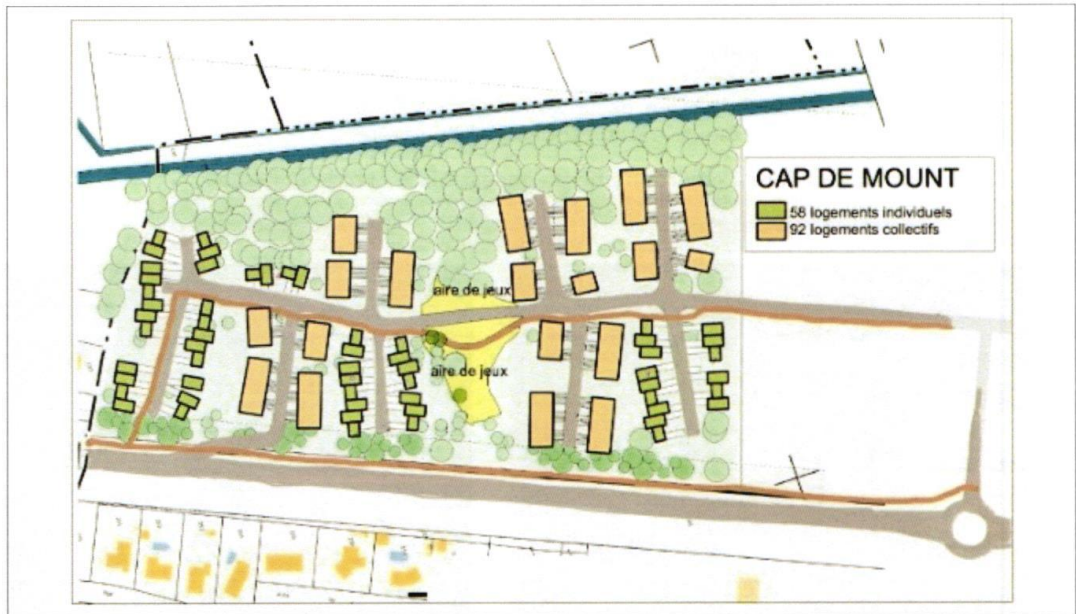 CAP DE MOUNT
58 logements individuels
92 logements collectifs
aire de jeux
aire de jeux